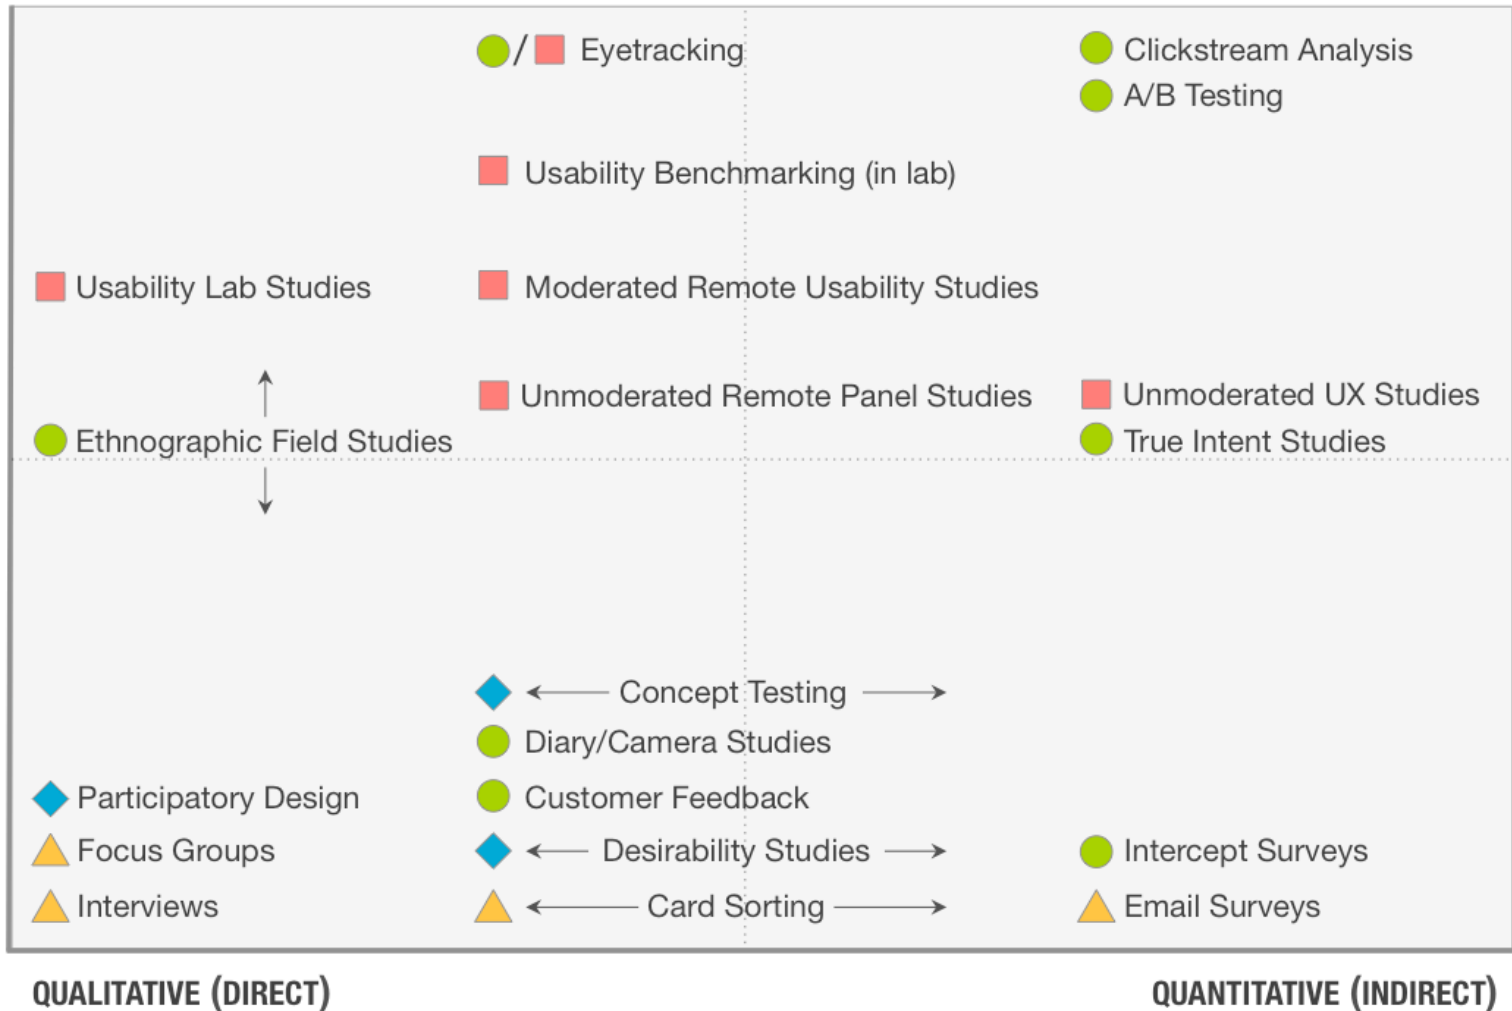 / Eyetracking
Clickstream Analysis
A/B Testing
Usability Benchmarking (in lab)
Usability Lab Studies
Moderated Remote Usability Studies
Unmoderated Remote Panel Studies
Unmoderated UX Studies
Ethnographic Field Studies
True Intent Studies
Concept Testing
Diary/Camera Studies
Participatory Design
Customer Feedback
Focus Groups
Desirability Studies
Intercept Surveys
Interviews
Card Sorting
Email Surveys
QUALITATIVE (DIRECT)
QUANTITATIVE (INDIRECT)